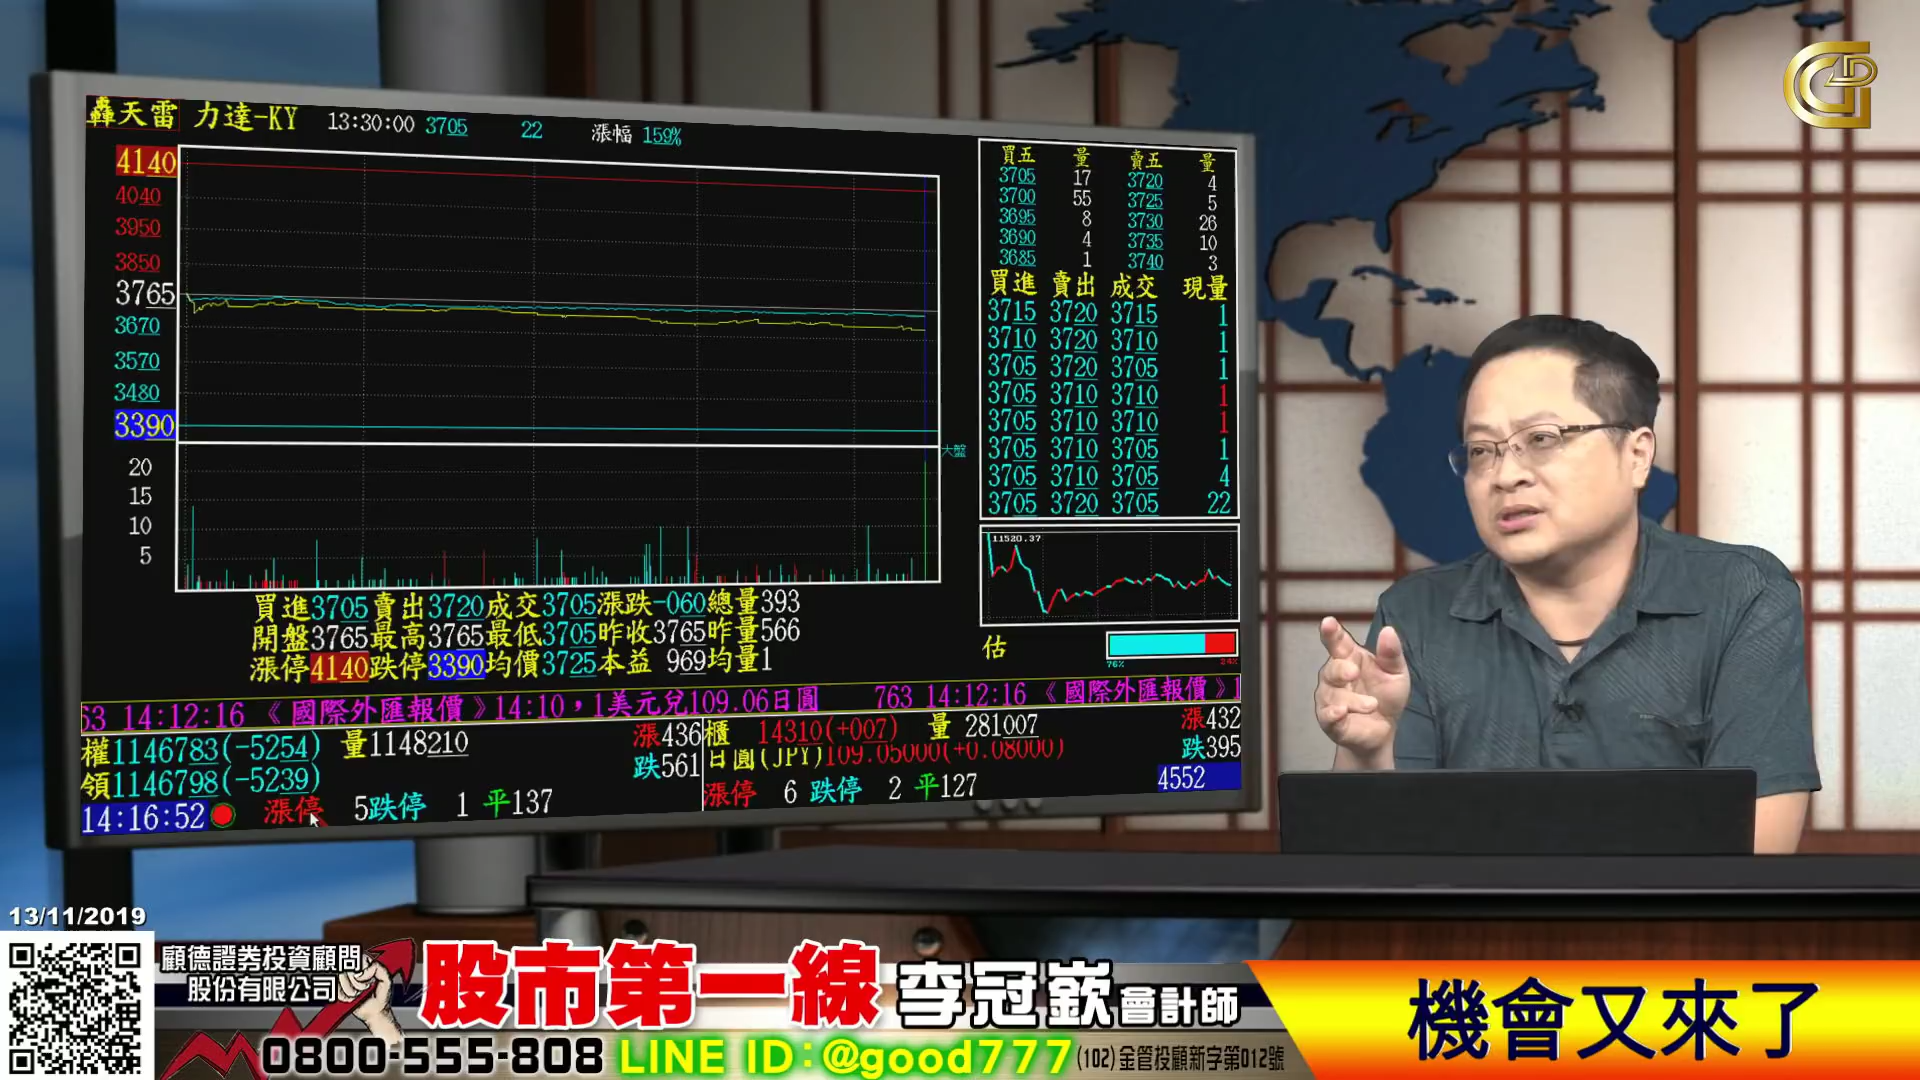 轟天雷 力達-KY 13:30:00 3705 22 漲幅 159%
4140
4040
3950
3850
3765
3670
3570
3480
3390
20
15
10
5
大盤
買五 量 賣五 量
3705 17 3720 4
3700 55 3725 5
3695 8 3730 26
3690 4 3735 10
3685 1 3740 3
買進 賣出 成交 現量
3715 3720 3715 1
3710 3720 3710 1
3705 3720 3705 1
3705 3710 3710 1
3705 3710 3710 1
3705 3710 3705 1
3705 3710 3705 4
3705 3720 3705 22
11520.37
估
76% 24%
買進3705賣出3720成交3705漲跌-060總量393
開盤3765最高3765最低3705昨收3765昨量566
漲停4140跌停3390均價3725本益 969均量1
63 14:12:16 《國際外匯報價》14:10，1美元兌109.06日圓 763 14:12:16 《國際外匯報價》1
權1146783(-5254) 量1148210 漲436
領1146798(-5239) 跌561
14:16:52 漲停 5跌停 1 平137
櫃 14310(+007) 量 281007 漲432
日圓(JPY)109.05000(+0.08000) 跌395
漲停 6 跌停 2 平127 4552
13/11/2019
顧德證券投資顧問
股份有限公司
股市第一線 李冠嶔 會計師
0800-555-808 LINE ID:@good777 (102)金管投顧新字第012號
機會又來了